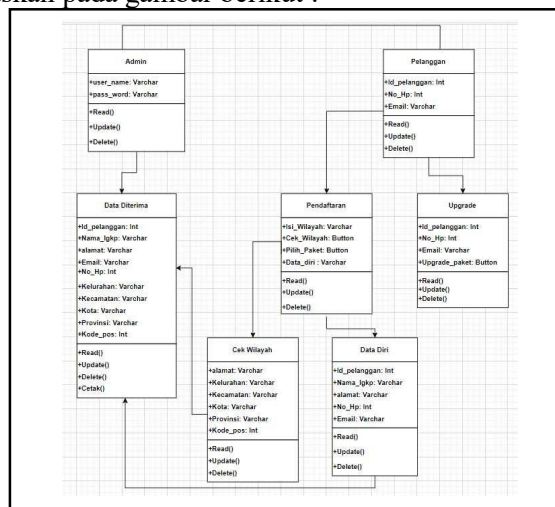 Admin
+user_name: Varchar
+pass_word: Varchar
+Read()
+Update()
+Delete()
Pelanggan
+Id_pelanggan: Int
+No_Hp: Int
+Email: Varchar
+Read()
+Update()
+Delete()
Data Diterima
+Id_pelanggan: Int
+Nama_lgkp: Varchar
+alamat: Varchar
+Email: Varchar
+No_Hp: Int
+Kelurahan: Varchar
+Kecamatan: Varchar
+Kota: Varchar
+Provinsi: Varchar
+Kode_pos: Int
+Read()
+Update()
+Delete()
+Cetak()
Pendaftaran
+Isi_Wilayah: Varchar
+Cek_Wilayah: Button
+Pilih_Paket: Button
+Data_diri : Varchar
+Read()
+Update()
+Delete()
Upgrade
+Id_pelanggan: Int
+No_Hp: Int
+Email: Varchar
+Upgrade_paket: Button
+Read()
+Update()
+Delete()
Cek Wilayah
+alamat: Varchar
+Kelurahan: Varchar
+Kecamatan: Varchar
+Kota: Varchar
+Provinsi: Varchar
+Kode_pos: Int
+Read()
+Update()
+Delete()
Data Diri
+Id_pelanggan: Int
+Nama_lgkp: Varchar
+alamat: Varchar
+No_Hp: Int
+Email: Varchar
+Read()
+Update()
+Delete()